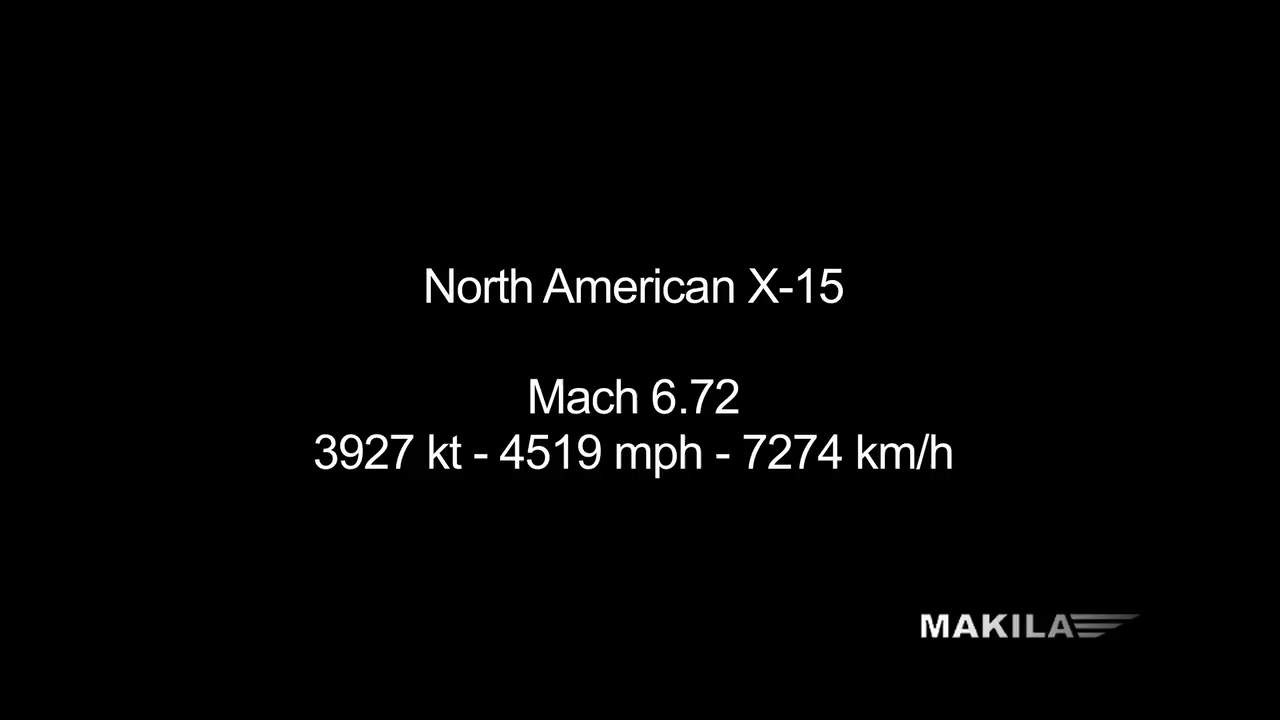 North American X-15
Mach 6.72
3927 kt - 4519 mph - 7274 km/h
MAKILA